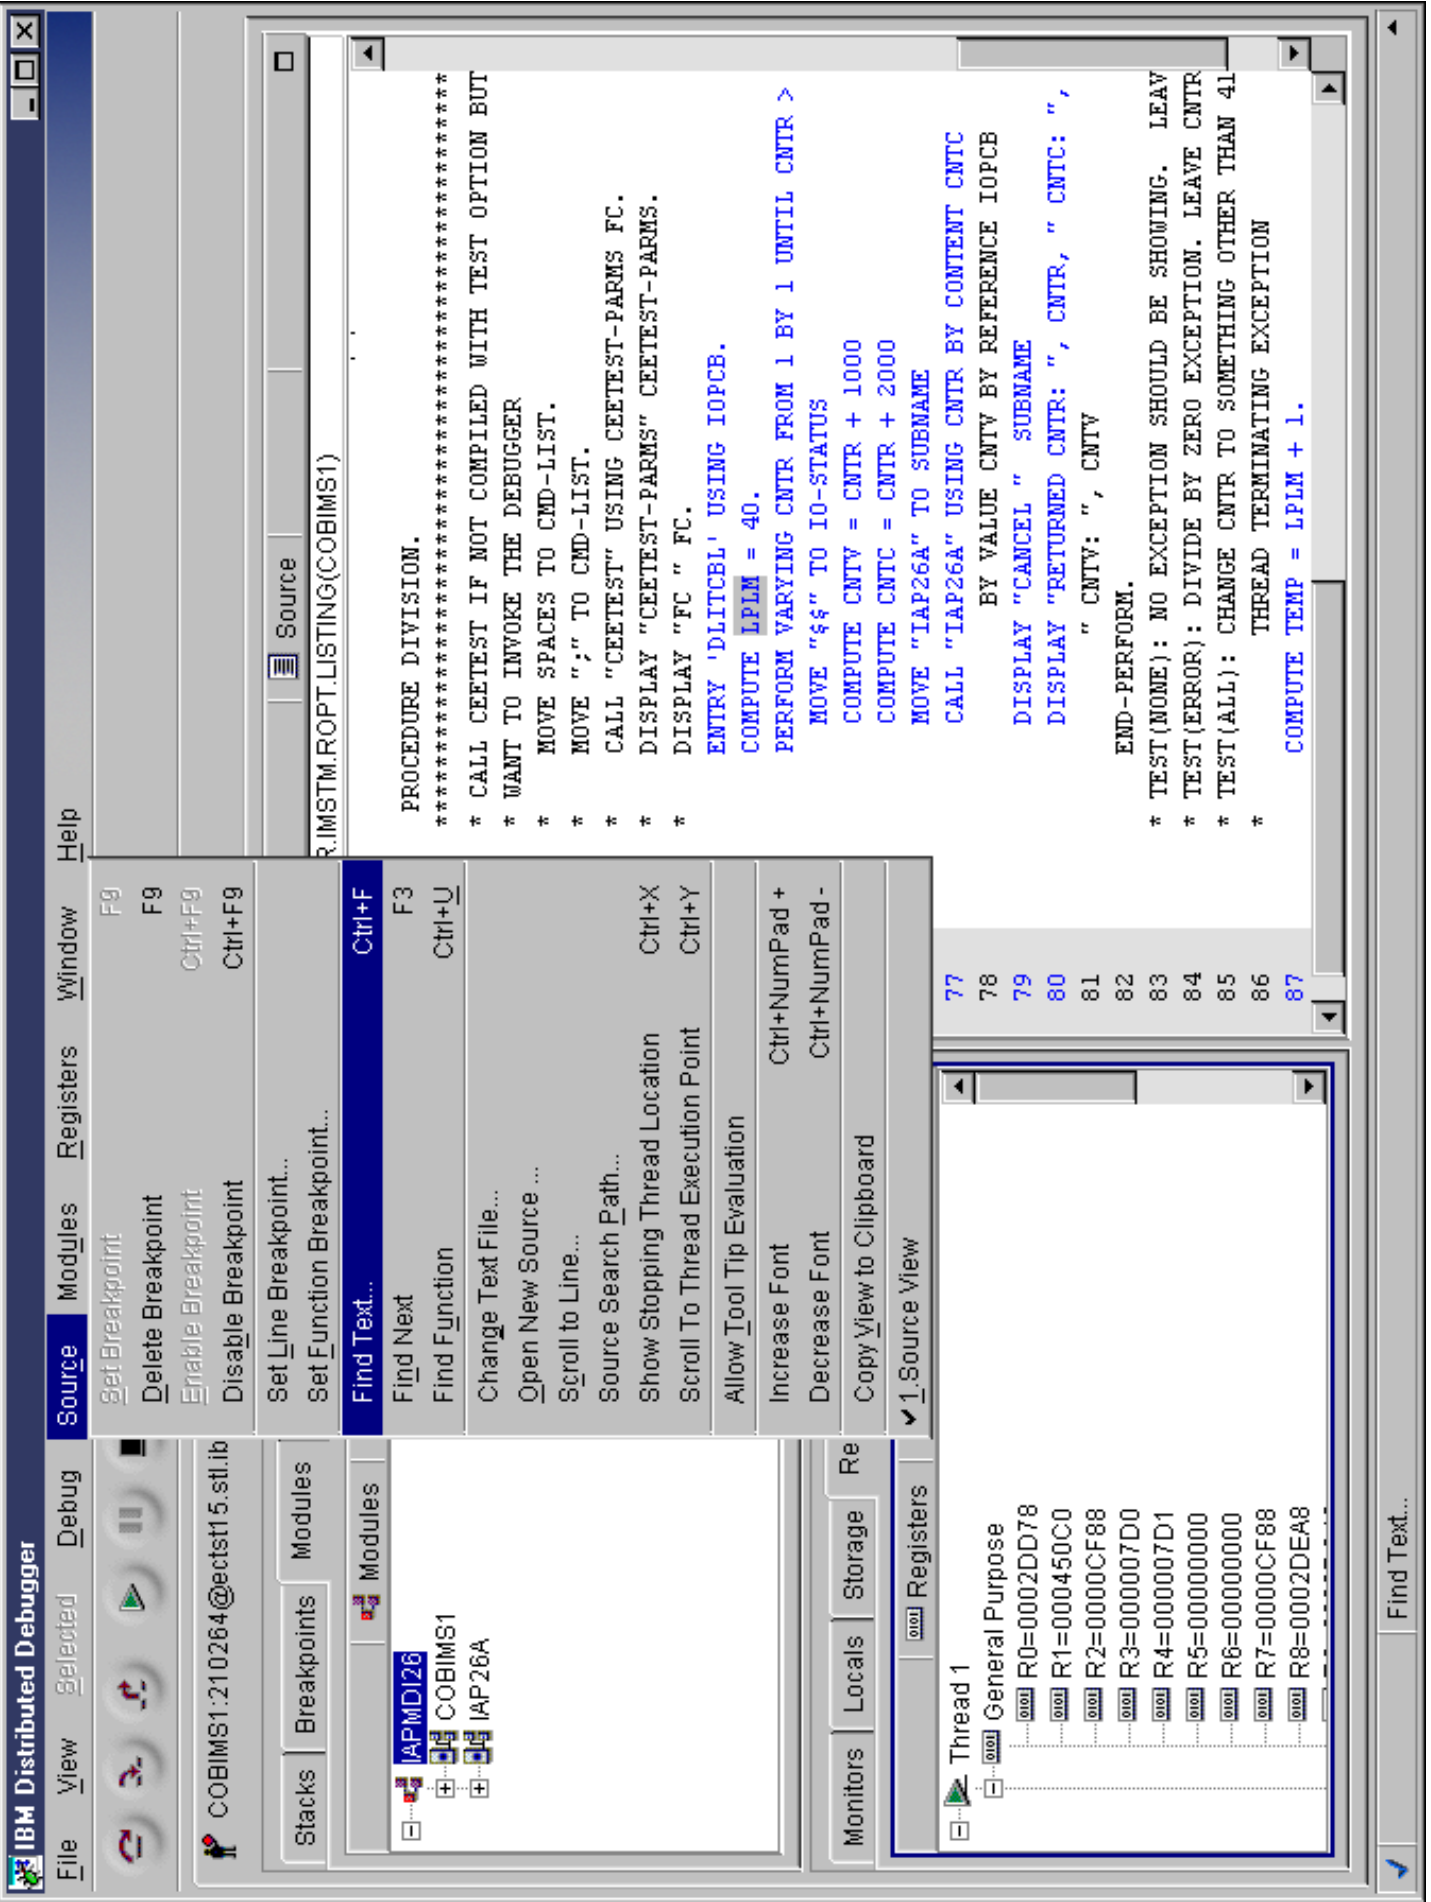 IBM Distributed Debugger
File View Selected Debug Source Modules Registers Window Help
COBIMS1:210264@ectst15.stl.ib
Stacks Breakpoints Modules
Modules
IAPMDI26
COBIMS1
IAP26A
Monitors Locals Storage Re
Registers
Thread 1
General Purpose
R0=0002DD78
R1=000450C0
R2=0000CF88
R3=000007D0
R4=000007D1
R5=00000000
R6=00000000
R7=0000CF88
R8=0002DEA8
Set Breakpoint F9
Delete Breakpoint F9
Enable Breakpoint Ctrl+F9
Disable Breakpoint Ctrl+F9
Set Line Breakpoint...
Set Function Breakpoint...
Find Text... Ctrl+F
Find Next F3
Find Function Ctrl+U
Change Text File...
Open New Source ...
Scroll to Line...
Source Search Path...
Show Stopping Thread Location Ctrl+X
Scroll To Thread Execution Point Ctrl+Y
Allow Tool Tip Evaluation
Increase Font Ctrl+NumPad +
Decrease Font Ctrl+NumPad -
Copy View to Clipboard
1.Source View
Source
R.IMSTM.ROPT.LISTING(COBIMS1)
PROCEDURE DIVISION.
****************************************************
* CALL CEETEST IF NOT COMPILED WITH TEST OPTION BUT
* WANT TO INVOKE THE DEBUGGER
* MOVE SPACES TO CMD-LIST.
* MOVE ";" TO CMD-LIST.
* CALL "CEETEST" USING CEETEST-PARMS FC.
* DISPLAY "CEETEST-PARMS" CEETEST-PARMS.
* DISPLAY "FC " FC.
ENTRY 'DLITCBL' USING IOPCB.
COMPUTE LPLM = 40.
PERFORM VARYING CNTR FROM 1 BY 1 UNTIL CNTR >
MOVE "$$" TO IO-STATUS
COMPUTE CNTV = CNTR + 1000
COMPUTE CNTC = CNTR + 2000
MOVE "IAP26A" TO SUBNAME
77 CALL "IAP26A" USING CNTR BY CONTENT CNTC
78 BY VALUE CNTV BY REFERENCE IOPCB
79 DISPLAY "CANCEL " SUBNAME
80 DISPLAY "RETURNED CNTR: ", CNTR, " CNTC: ",
81 " CNTV: ", CNTV
82 END-PERFORM.
83 * TEST(NONE): NO EXCEPTION SHOULD BE SHOWING. LEAV
84 * TEST(ERROR): DIVIDE BY ZERO EXCEPTION. LEAVE CNTR
85 * TEST(ALL): CHANGE CNTR TO SOMETHING OTHER THAN 41
86 * THREAD TERMINATING EXCEPTION
87 COMPUTE TEMP = LPLM + 1.
Find Text...